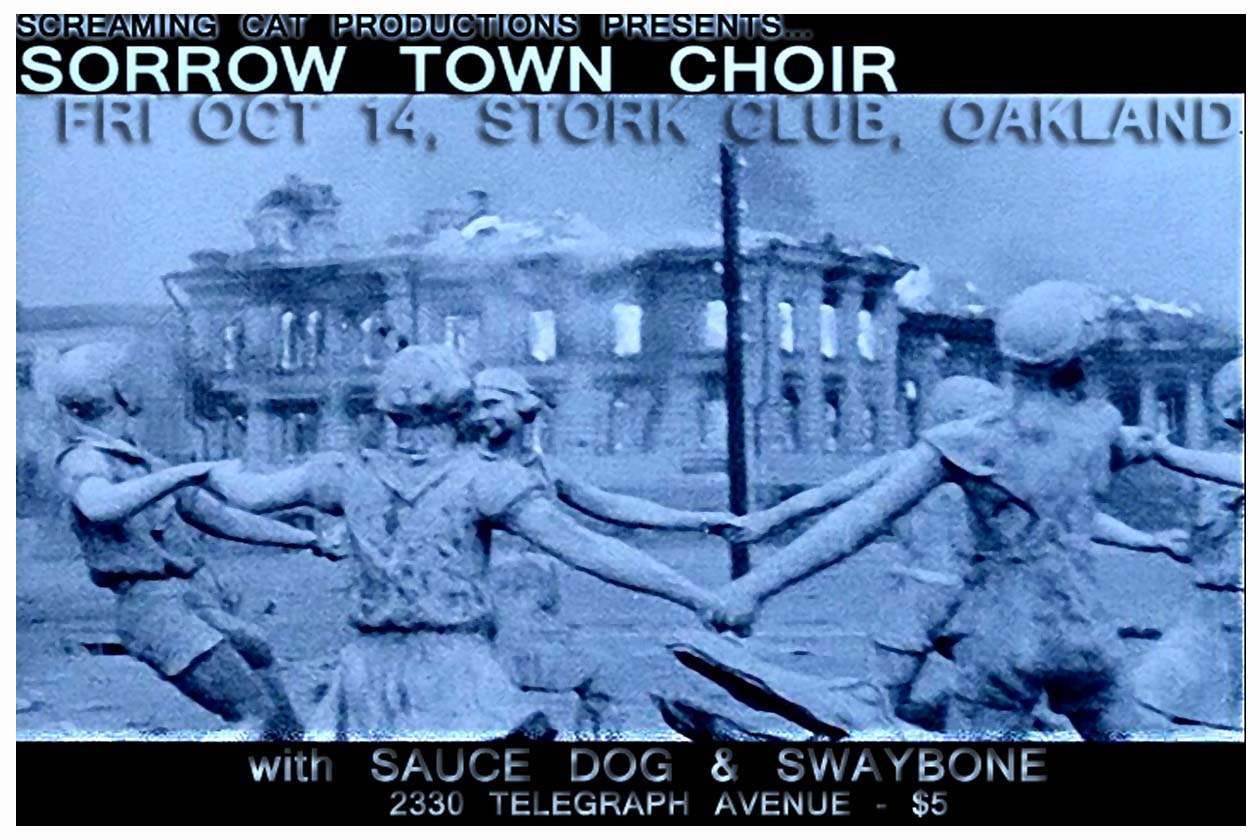 SCREAMING CAT PRODUCTIONS PRESENTS...
SORROW TOWN CHOIR
FRI OCT 14, STORK CLUB, OAKLAND
with SAUCE DOG & SWAYBONE
2330 TELEGRAPH AVENUE - $5